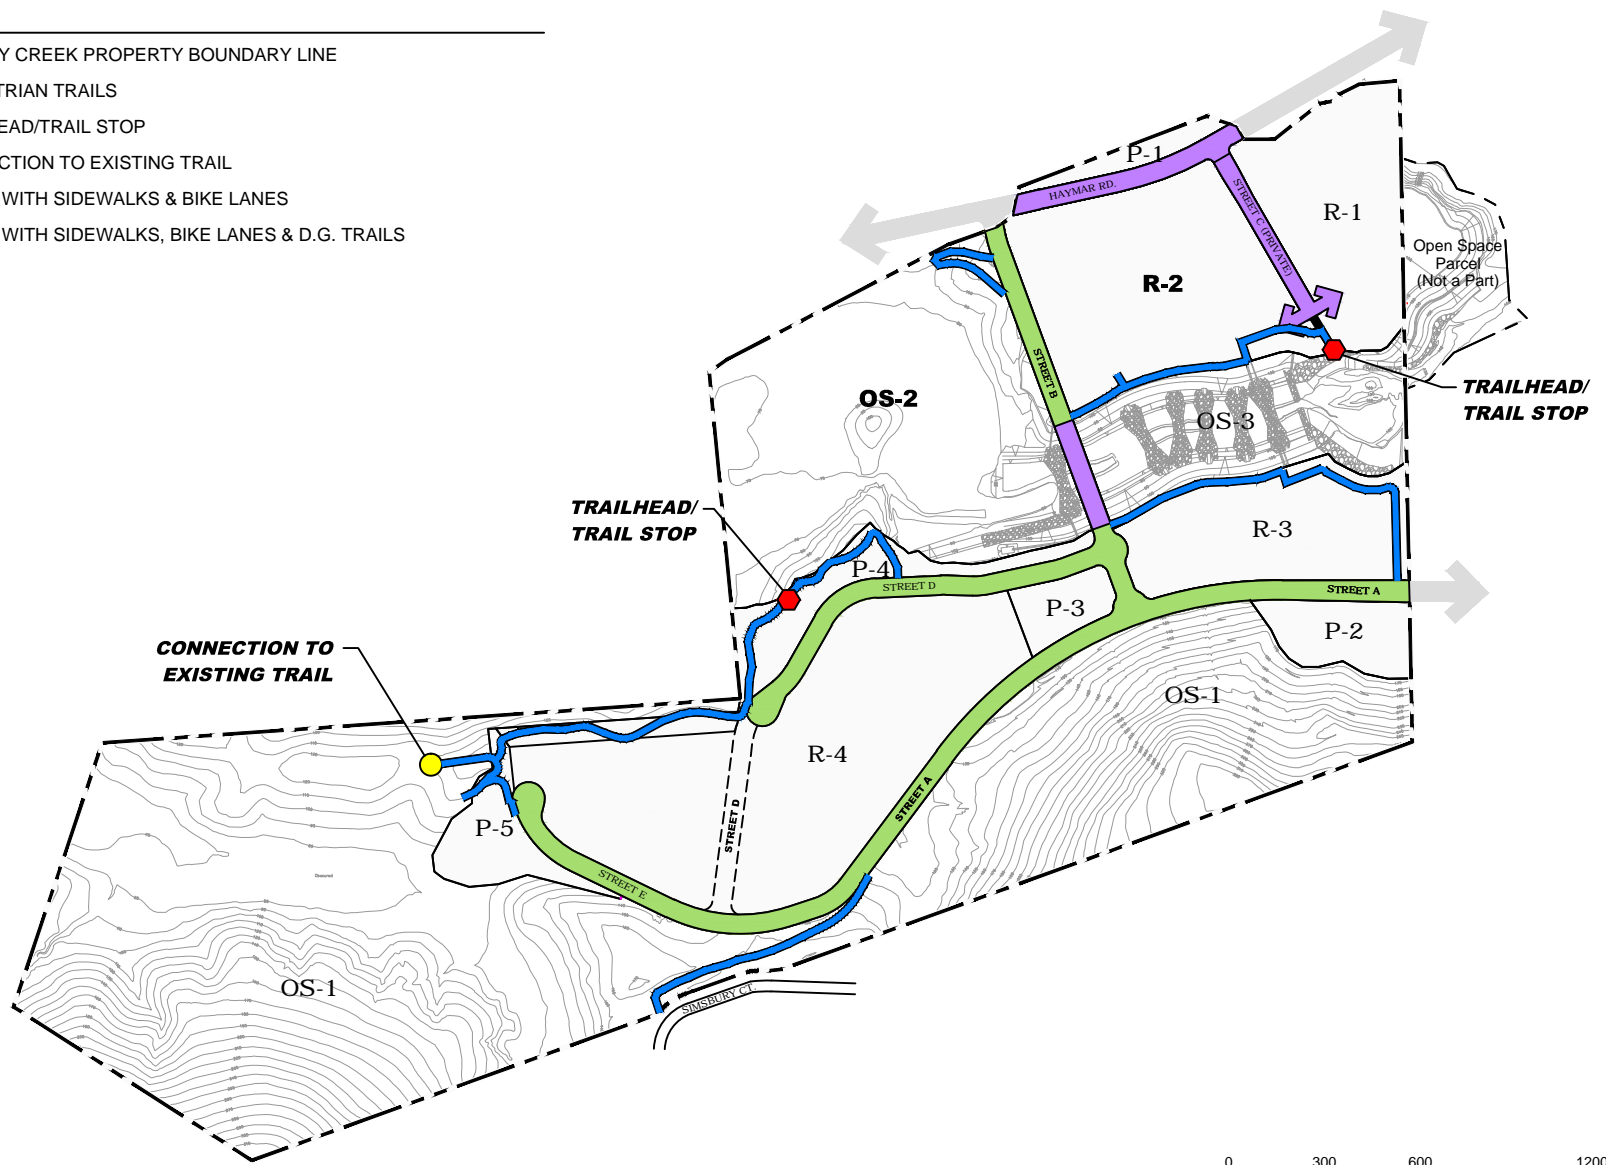 Y CREEK PROPERTY BOUNDARY LINE
TRIAN TRAILS
EAD/TRAIL STOP
CTION TO EXISTING TRAIL
WITH SIDEWALKS & BIKE LANES
WITH SIDEWALKS, BIKE LANES & D.G. TRAILS
P-1
HAYMAR RD.
STREET C (PRIVATE)
R-1
Open Space
Parcel
(Not a Part)
R-2
STREET B
OS-2
OS-3
TRAILHEAD/
TRAIL STOP
TRAILHEAD/
TRAIL STOP
R-3
P-4
STREET D
STREET A
P-3
P-2
CONNECTION TO
EXISTING TRAIL
OS-1
R-4
STREET A
STREET D
P-5
STREET E
OS-1
SIMSBURY CT.
0 300 600 1200